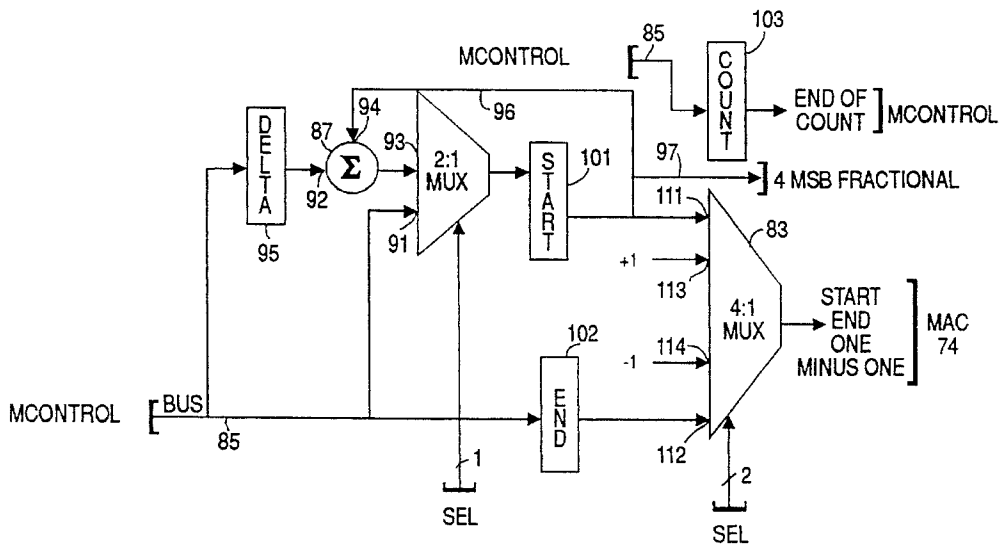 103
85
MCONTROL
COUNT
END OF
COUNT
MCONTROL
94
96
87
93
DELTA
Σ
92
2:1
MUX
START
101
97
4 MSB FRACTIONAL
111
83
91
95
+1
113
4:1
MUX
START
END
ONE
MINUS ONE
MAC
74
102
114
-1
END
MCONTROL
BUS
85
112
1
SEL
2
SEL